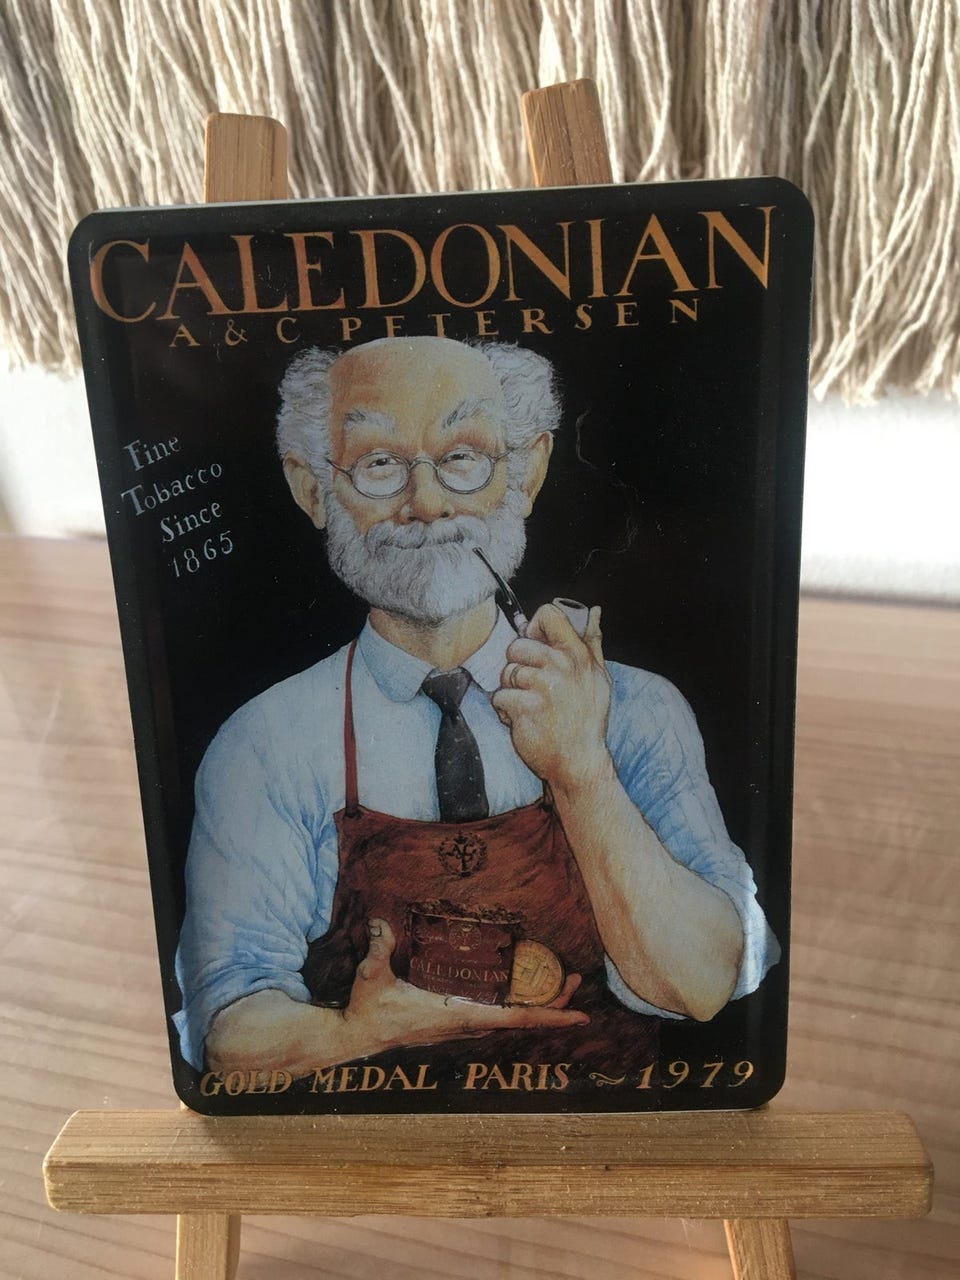 CALEDONIAN
A & C PETERSEN
Fine
Tobacco
Since
1865
CALEDONIAN
GOLD MEDAL PARIS ~ 1979